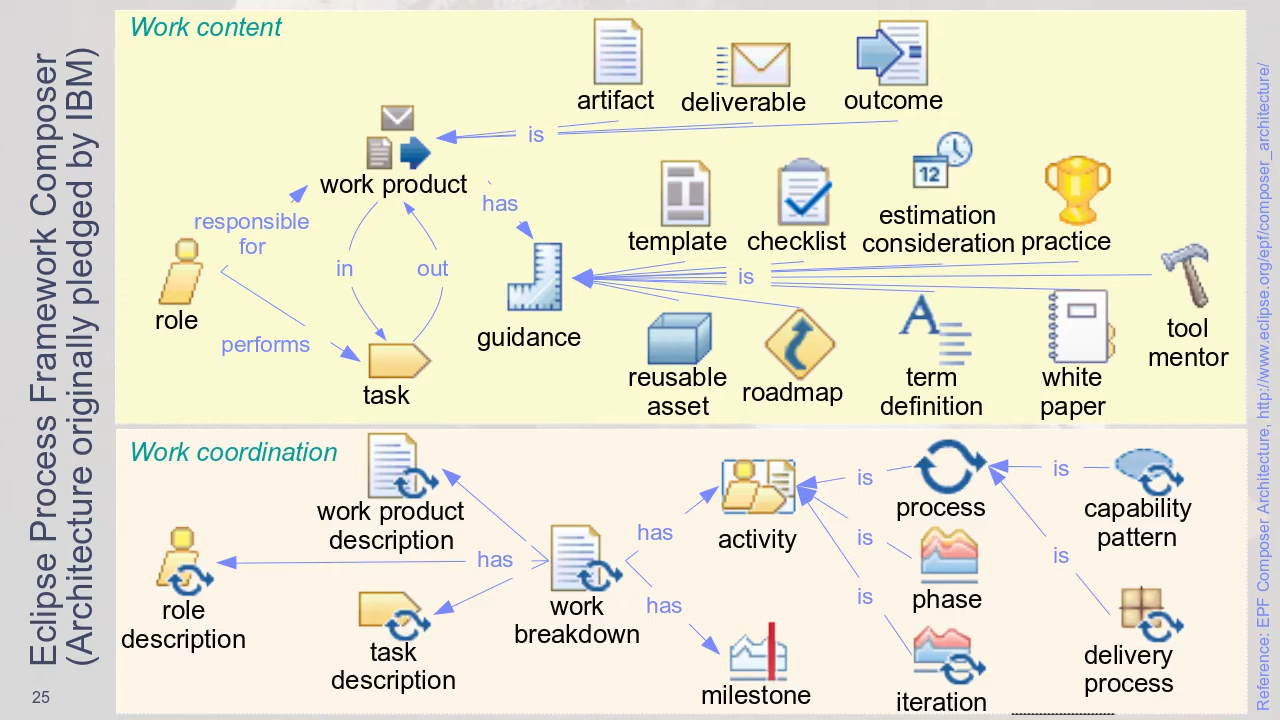 Eclipse Process Framework Composer
(Architecture originally pledged by IBM)
25
Work content
artifact
deliverable
outcome
is
work product
has
responsible
for
in
out
role
performs
task
guidance
template
checklist
estimation
consideration
practice
is
tool
mentor
reusable
asset
roadmap
term
definition
white
paper
Work coordination
work product
description
has
role
description
task
description
work
breakdown
has
has
activity
milestone
is
is
is
process
phase
iteration
is
is
capability
pattern
delivery
process
Reference: EPF Composer Architecture, http://www.eclipse.org/epf/composer_architecture/